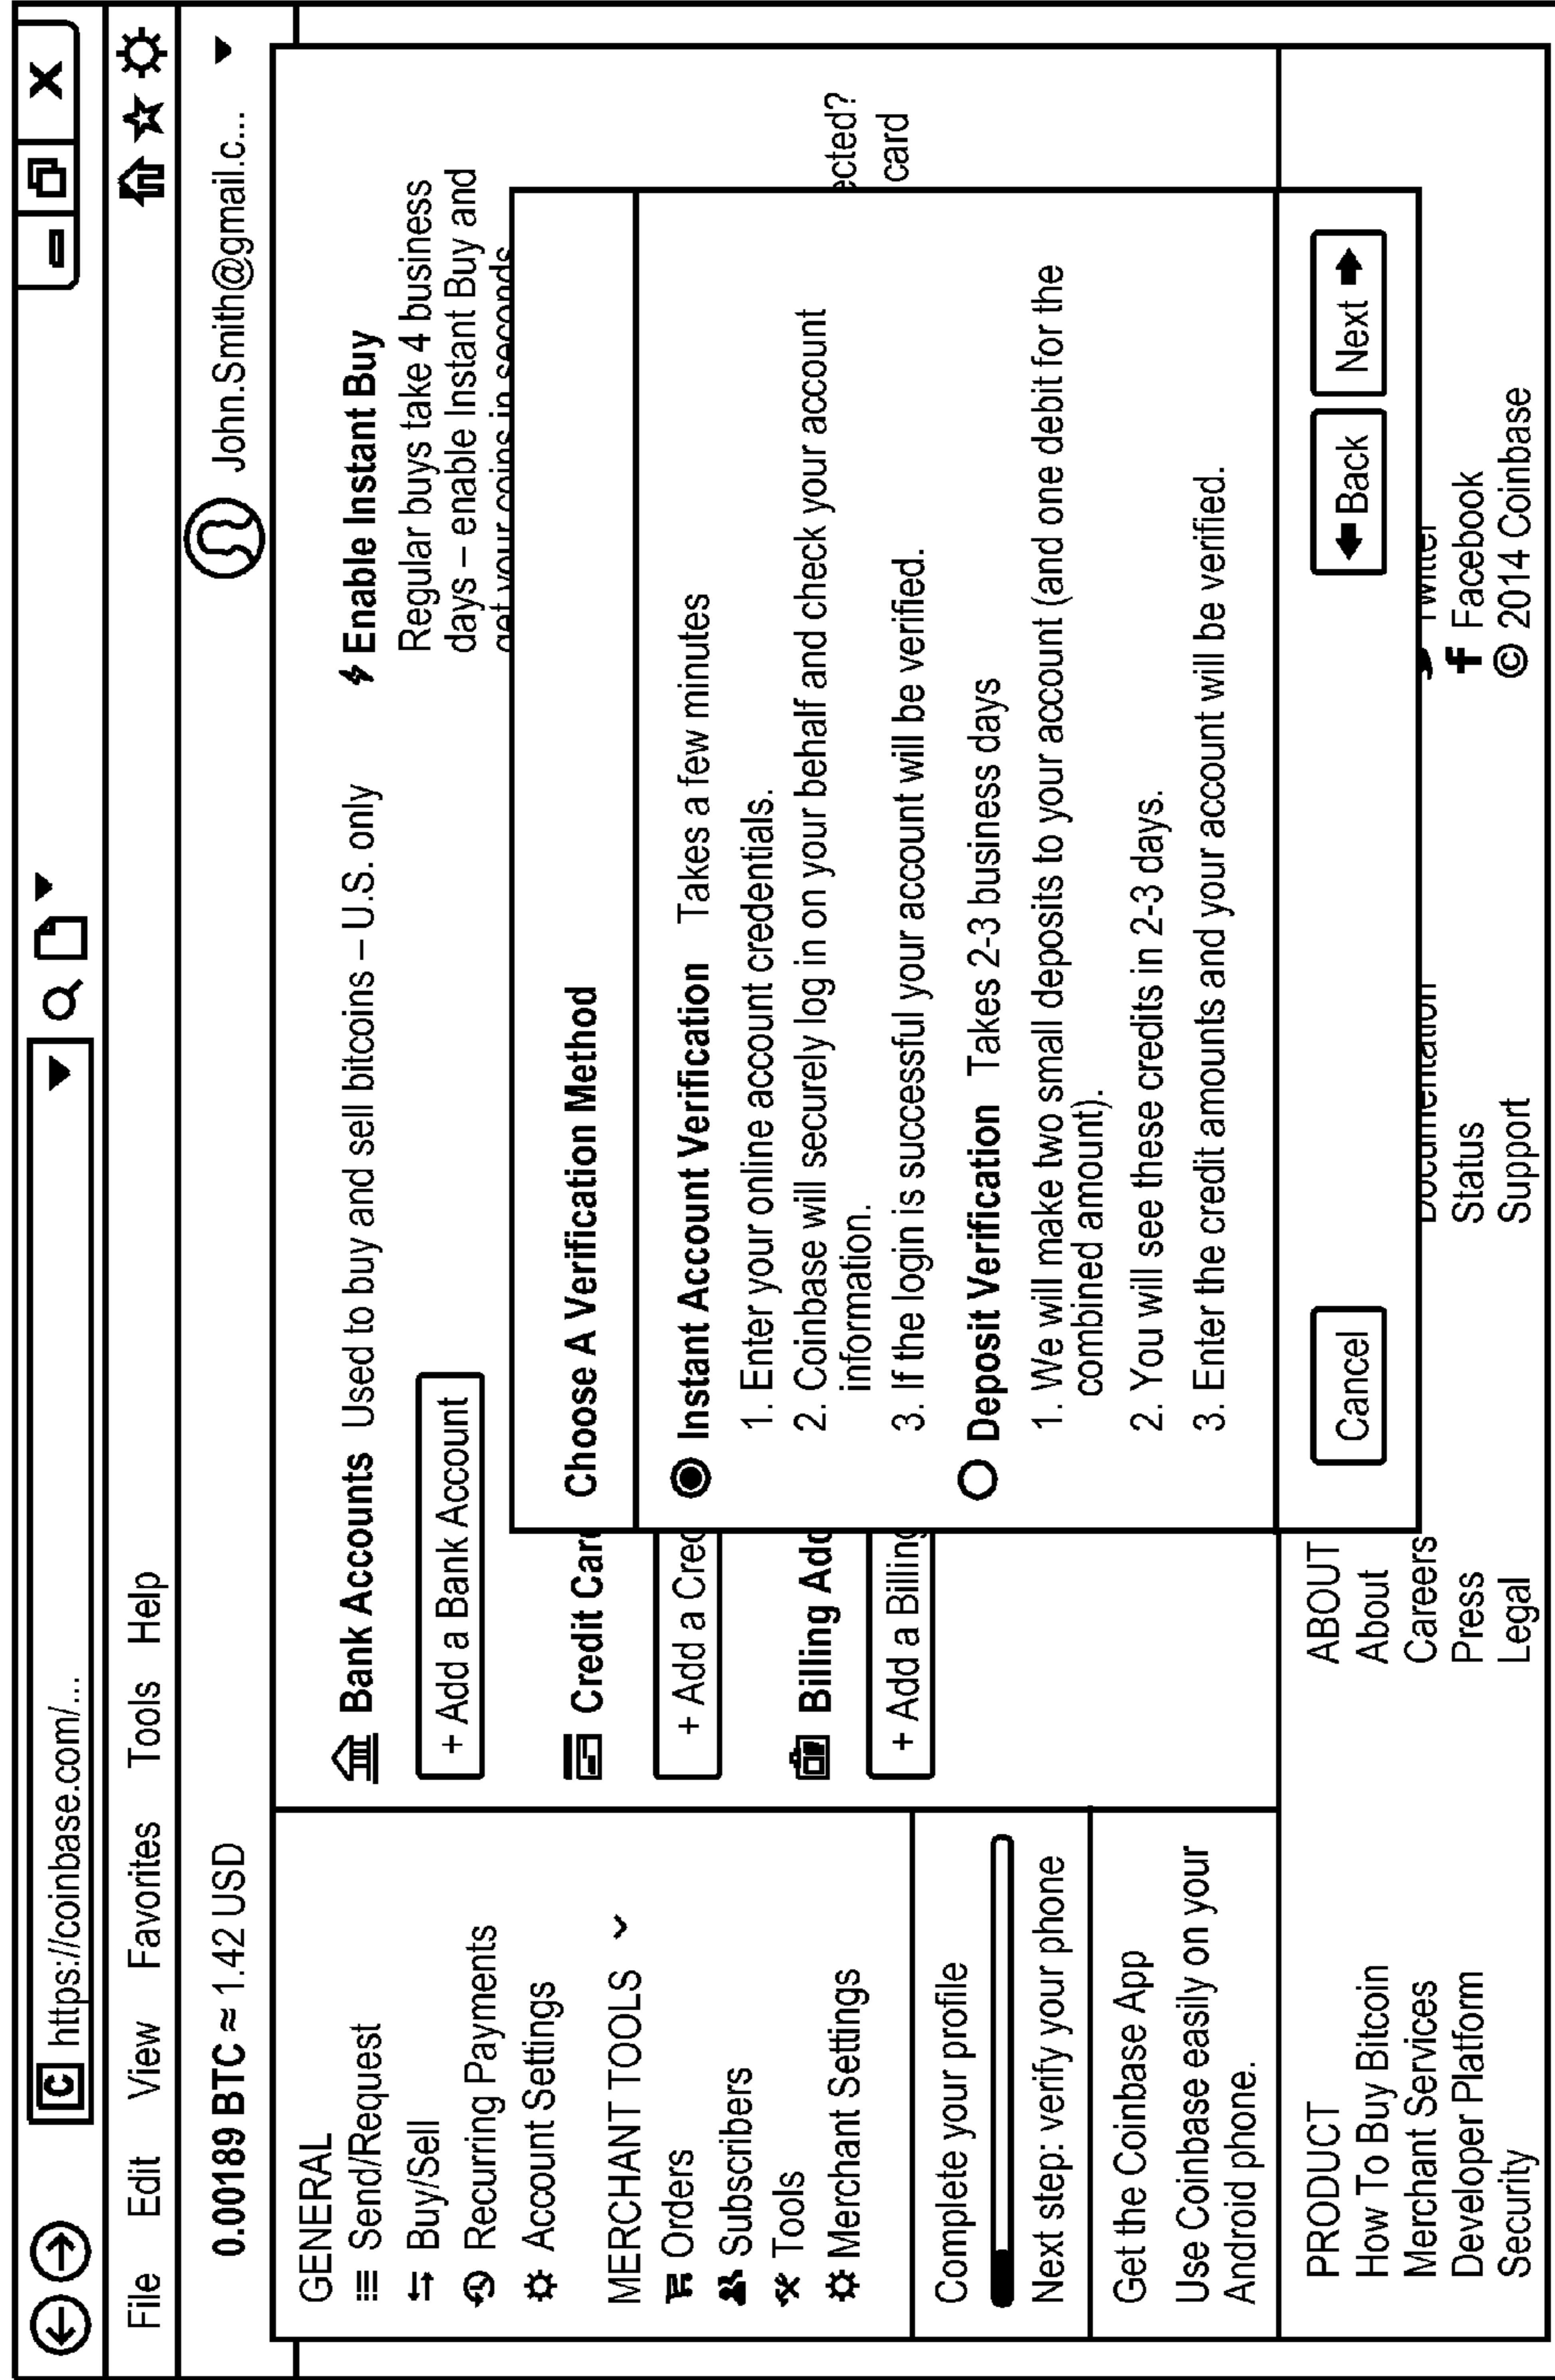 C https://coinbase.com/...
X
File Edit View Favorites Tools Help
0.00189 BTC ≈ 1.42 USD
John.Smith@gmail.c...
GENERAL
Send/Request
Buy/Sell
Recurring Payments
Account Settings
MERCHANT TOOLS
Orders
Subscribers
Tools
Merchant Settings
Complete your profile
Next step: verify your phone
Get the Coinbase App
Use Coinbase easily on your
Android phone.
Bank Accounts Used to buy and sell bitcoins – U.S. only
+ Add a Bank Account
Credit Car
+ Add a Cred
Billing Add
+ Add a Billing
Enable Instant Buy
Regular buys take 4 business
days – enable Instant Buy and
get your coins in seconds
ected?
card
Choose A Verification Method
Instant Account Verification Takes a few minutes
1. Enter your online account credentials.
2. Coinbase will securely log in on your behalf and check your account
information.
3. If the login is successful your account will be verified.
Deposit Verification Takes 2-3 business days
1. We will make two small deposits to your account (and one debit for the
combined amount).
2. You will see these credits in 2-3 days.
3. Enter the credit amounts and your account will be verified.
Cancel
Back
Next
PRODUCT
How To Buy Bitcoin
Merchant Services
Developer Platform
Security
ABOUT
About
Careers
Press
Legal
Documentation
Status
Support
Twitter
Facebook
© 2014 Coinbase